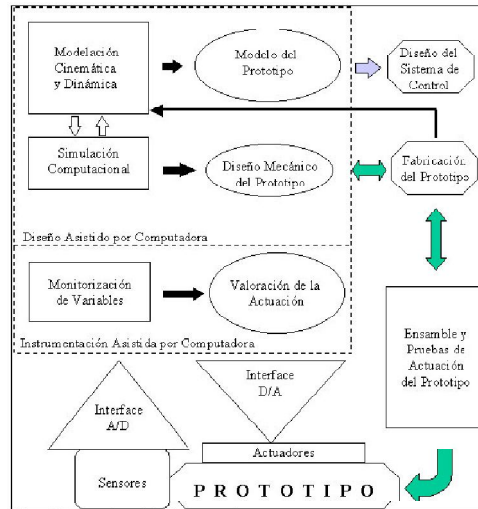 Modelación
Cinemática
y Dinámica
Modelo del
Prototipo
Diseño del
Sistema de
Control
Simulación
Computacional
Diseño Mecánico
del Prototipo
Fabricación
del Prototipo
Diseño Asistido por Computadora
Monitorización
de Variables
Valoración de la
Actuación
Instrumentación Asistida por Computadora
Ensamble y
Pruebas de
Actuación
del Prototipo
Interface
D/A
Interface
A/D
Actuadores
Sensores
P R O T O T I P O